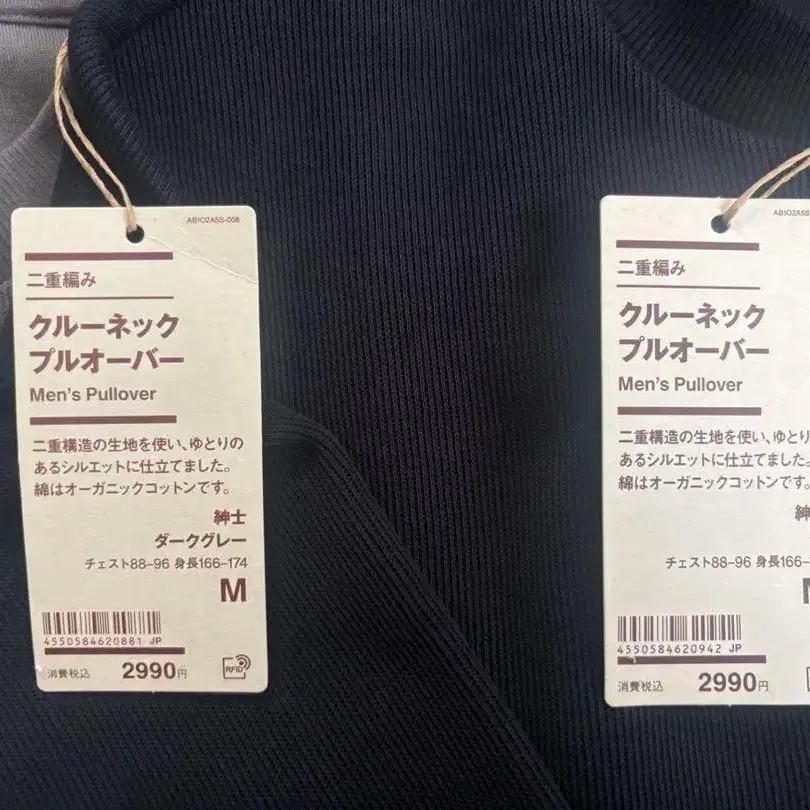 AB1O2A5S-008
二重編み
クルーネック
プルオーバー
Men's Pullover
二重構造の生地を使い、ゆとりの
あるシルエットに仕立てました。
綿はオーガニックコットンです。
紳士
ダークグレー
チェスト88-96 身長166-174
M
4550584620881 JP
消費税込 2990円
RFID
AB1O2A5S
二重編み
クルーネック
プルオーバー
Men's Pullover
二重構造の生地を使い、ゆとり
あるシルエットに仕立てました。
綿はオーガニックコットンです。
紳
チェスト88-96 身長166-
4550584620942 JP
消費税込 2990円